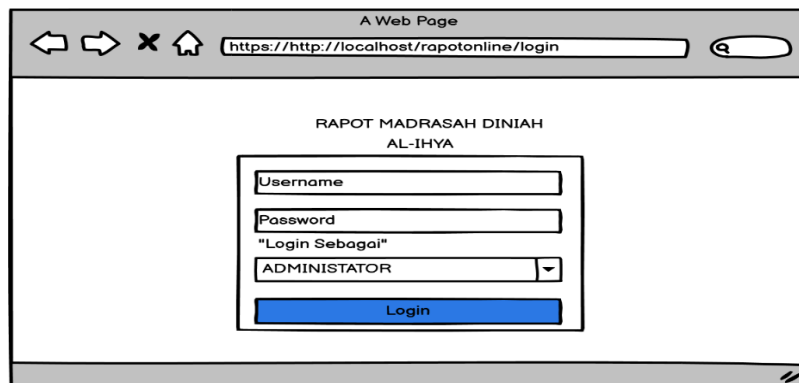 A Web Page
https://http://localhost/rapotonline/login
RAPOT MADRASAH DINIAH
AL-IHYA
Username
Password
"Login Sebagai"
ADMINISTATOR
Login